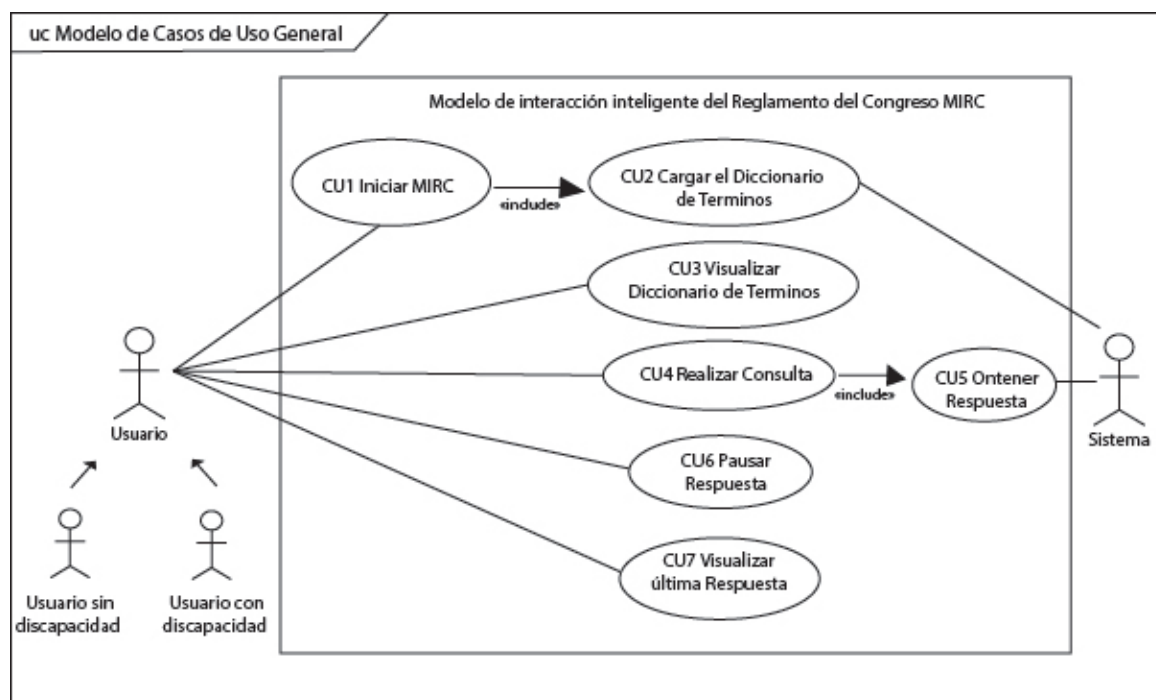 uc Modelo de Casos de Uso General
Modelo de interacción inteligente del Reglamento del Congreso MIRC
CU1 Iniciar MIRC
«include»
CU2 Cargar el Diccionario
de Terminos
CU3 Visualizar
Diccionario de Terminos
CU4 Realizar Consulta
«include»
CU5 Ontener
Respuesta
Usuario
Sistema
CU6 Pausar
Respuesta
CU7 Visualizar
última Respuesta
Usuario sin
discapacidad
Usuario con
discapacidad